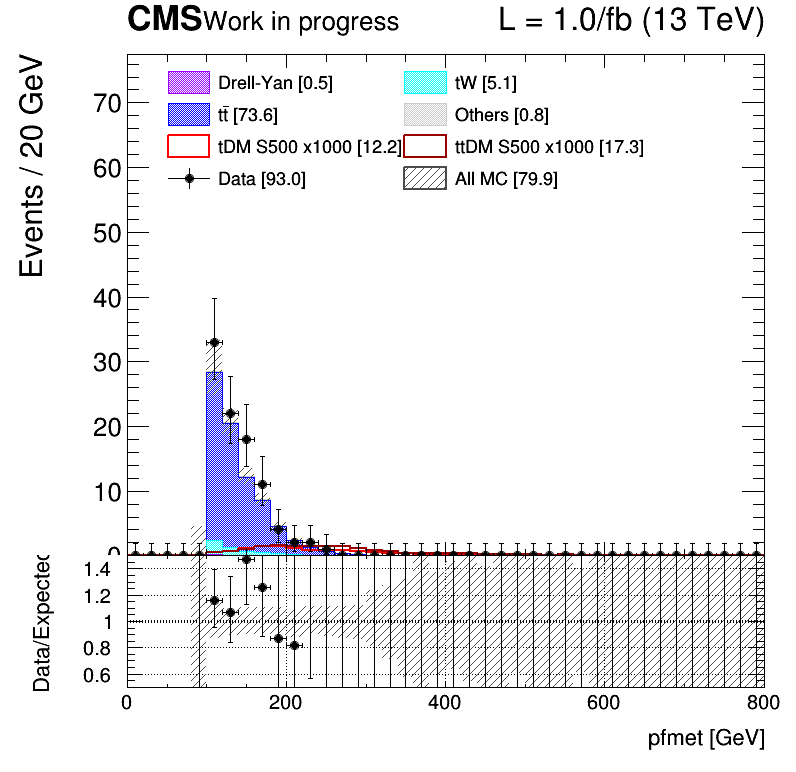 CMS Work in progress L = 1.0/fb (13 TeV)
Events / 20 GeV
Drell-Yan [0.5] tW [5.1]
tt̄ [73.6] Others [0.8]
tDM S500 x1000 [12.2] ttDM S500 x1000 [17.3]
Data [93.0] All MC [79.9]
70
60
50
40
30
20
10
0
Data/Expected
1.4
1.2
1
0.8
0.6
0 200 400 600 800
pfmet [GeV]